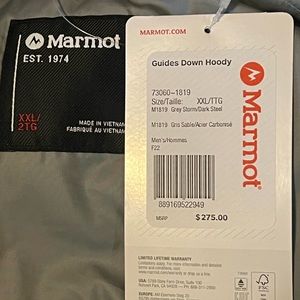 Marmot
EST. 1974
XXL/
2TG
MADE IN VIETNAM
FABRIQUÉ AU VIETNAM
MARMOT.COM
Guides Down Hoody
73060-1819
Size/Taille: XXL/TTG
M1819 Grey Storm/Dark Steel
M1819 Gris Sable/Acier Carbonisé
Men's/Hommes
F22
889169522949
MSRP $275.00
Marmot
LIMITED LIFETIME WARRANTY
EUROPE:
FSC